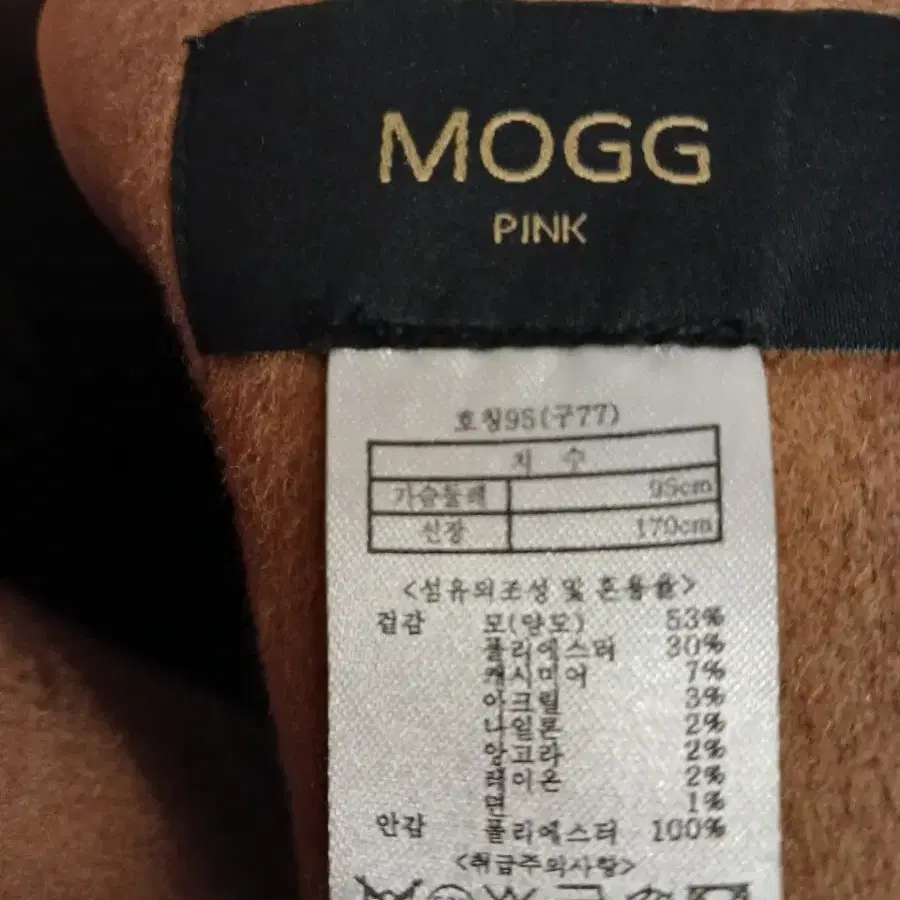 MOGG
PINK
호칭95(구77)
치 수
가슴둘레 95cm
신장 170cm
<섬유의조성 및 혼용율>
겉감 모(양모) 53%
폴리에스터 30%
캐시미어 7%
아크릴 3%
나일론 2%
앙고라 2%
레이온 2%
면 1%
안감 폴리에스터 100%
<취급주의사항>